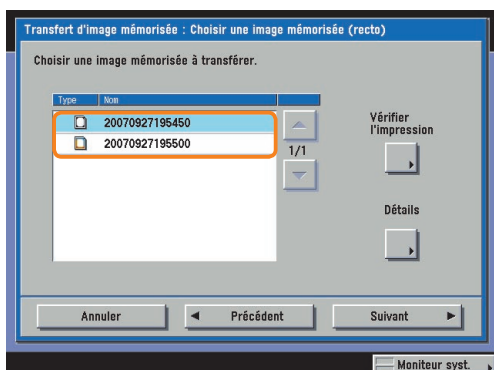 Transfert d'image mémorisée : Choisir une image mémorisée (recto)
Choisir une image mémorisée à transférer.
Type Nom
20070927195450
20070927195500
1/1
Vérifier
l'impression
Détails
Annuler
Précédent
Suivant
Moniteur syst.